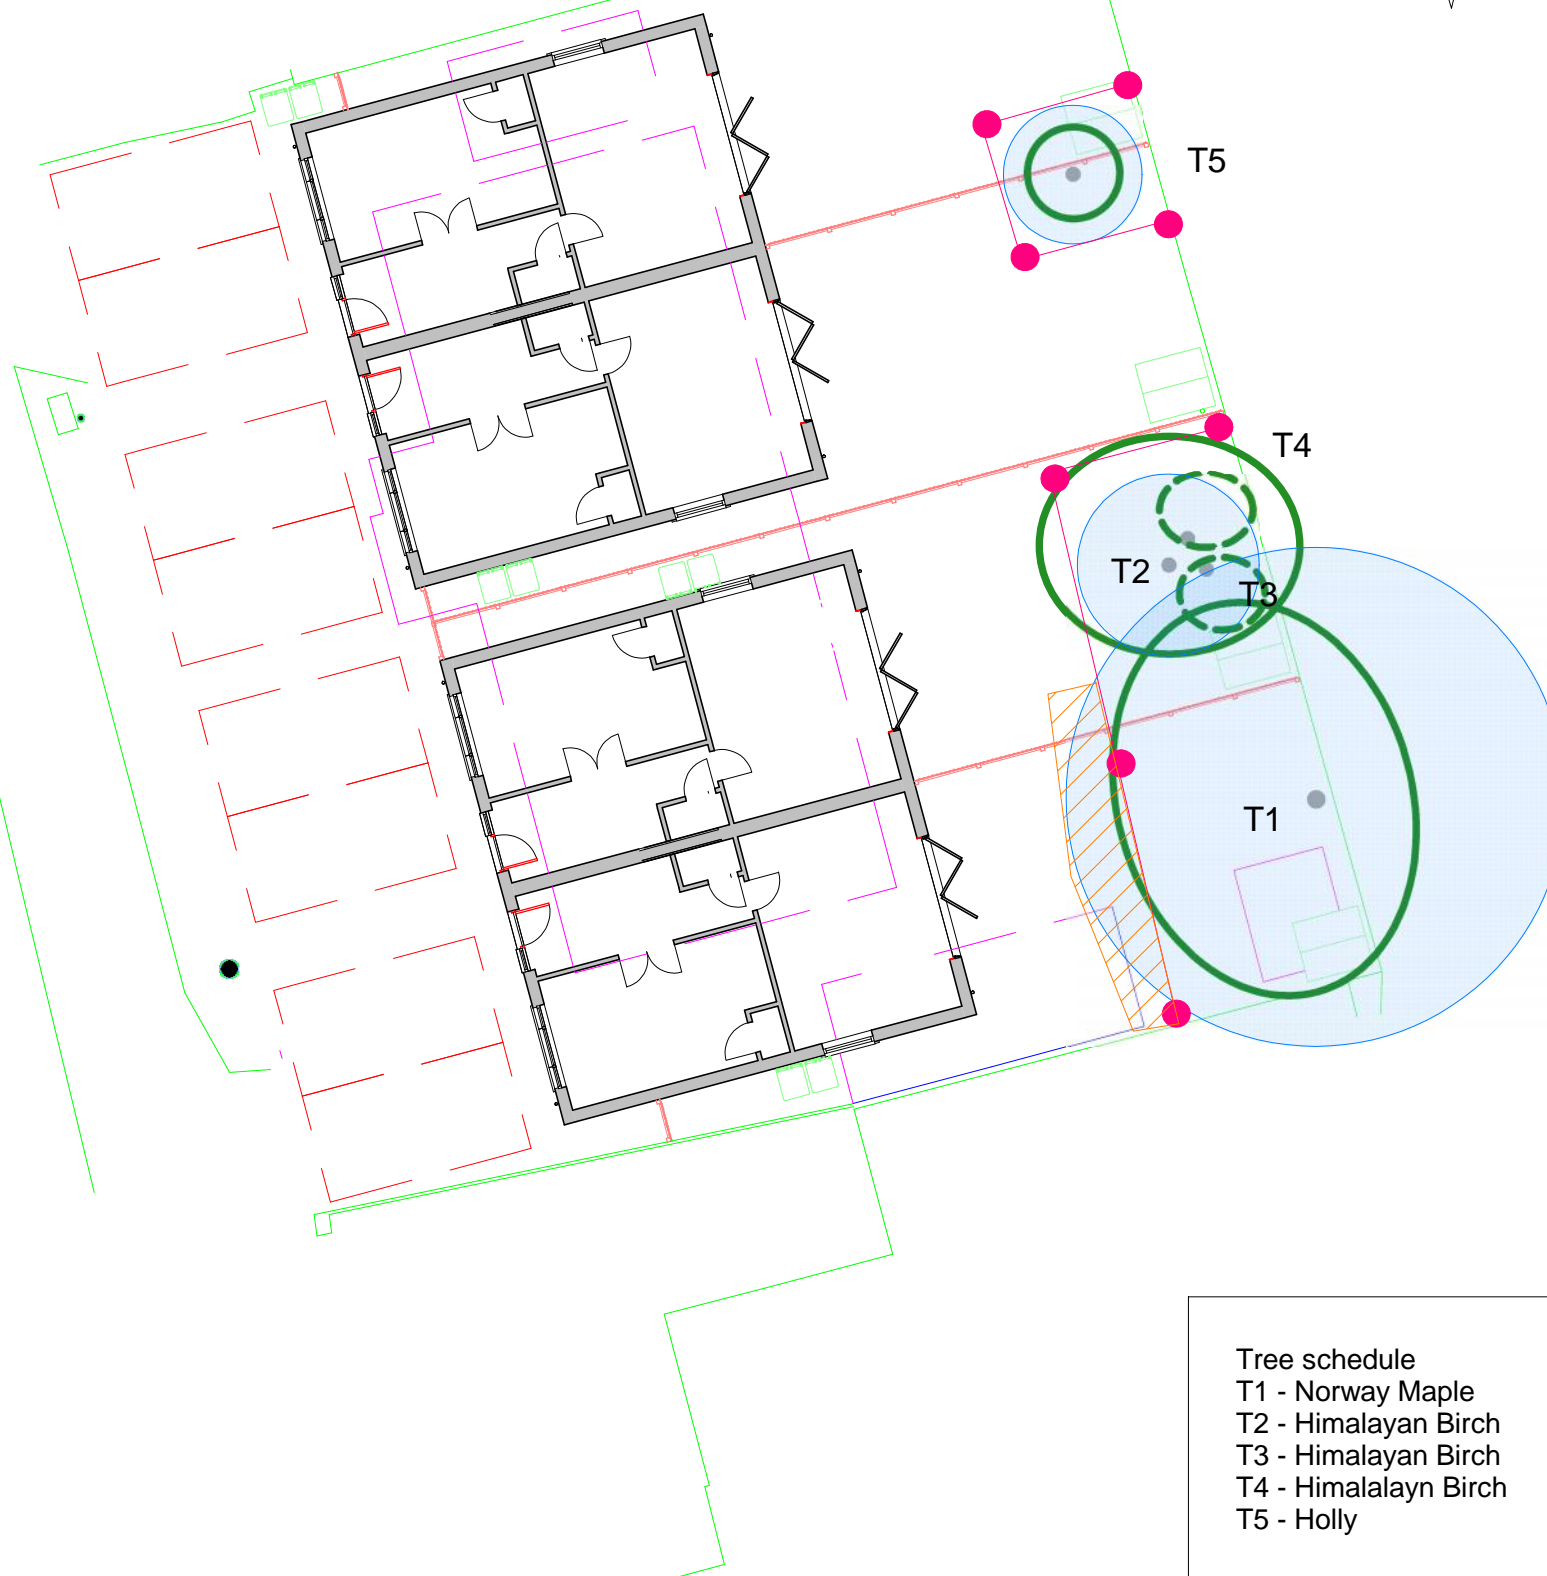 T5
T4
T2
T3
T1
Tree schedule
T1 - Norway Maple
T2 - Himalayan Birch
T3 - Himalayan Birch
T4 - Himalalayn Birch
T5 - Holly